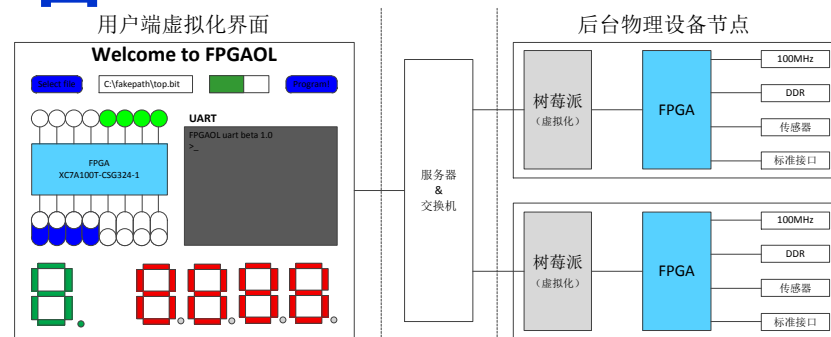 用户端虚拟化界面
后台物理设备节点
Welcome to FPGAOL
Select file
C:\fakepath\top.bit
Program!
UART
FPGAOL uart beta 1.0
>_
FPGA
XC7A100T-CSG324-1
服务器
&
交换机
树莓派
（虚拟化）
FPGA
100MHz
DDR
传感器
标准接口
树莓派
（虚拟化）
FPGA
100MHz
DDR
传感器
标准接口